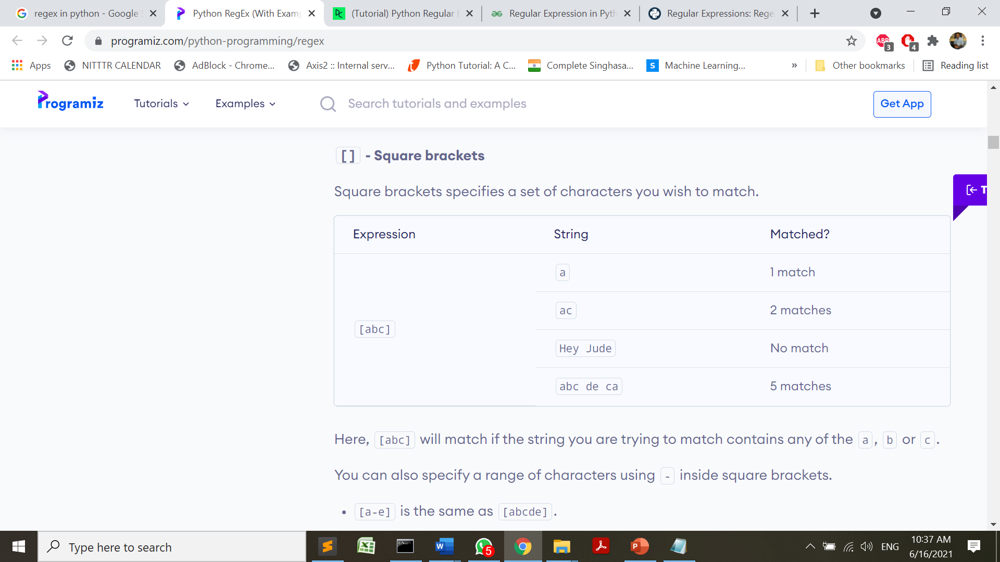 regex in python - Google S
Python RegEx (With Exam
(Tutorial) Python Regular E
Regular Expression in Pyth
Regular Expressions: Rege
programiz.com/python-programming/regex
ABP 3
4
Apps
NITTTR CALENDAR
AdBlock - Chrome...
Axis2 :: Internal serv...
Python Tutorial: A C...
Complete Singhasa...
S Machine Learning...
»
Other bookmarks
Reading list
Programiz
Tutorials
Examples
Search tutorials and examples
Get App
[] - Square brackets
Square brackets specifies a set of characters you wish to match.
T
Expression String Matched?
a 1 match
ac 2 matches
[abc]
Hey Jude No match
abc de ca 5 matches
Here, [abc] will match if the string you are trying to match contains any of the a, b or c.
You can also specify a range of characters using - inside square brackets.
• [a-e] is the same as [abcde].
Type here to search
5
ENG
10:37 AM
6/16/2021